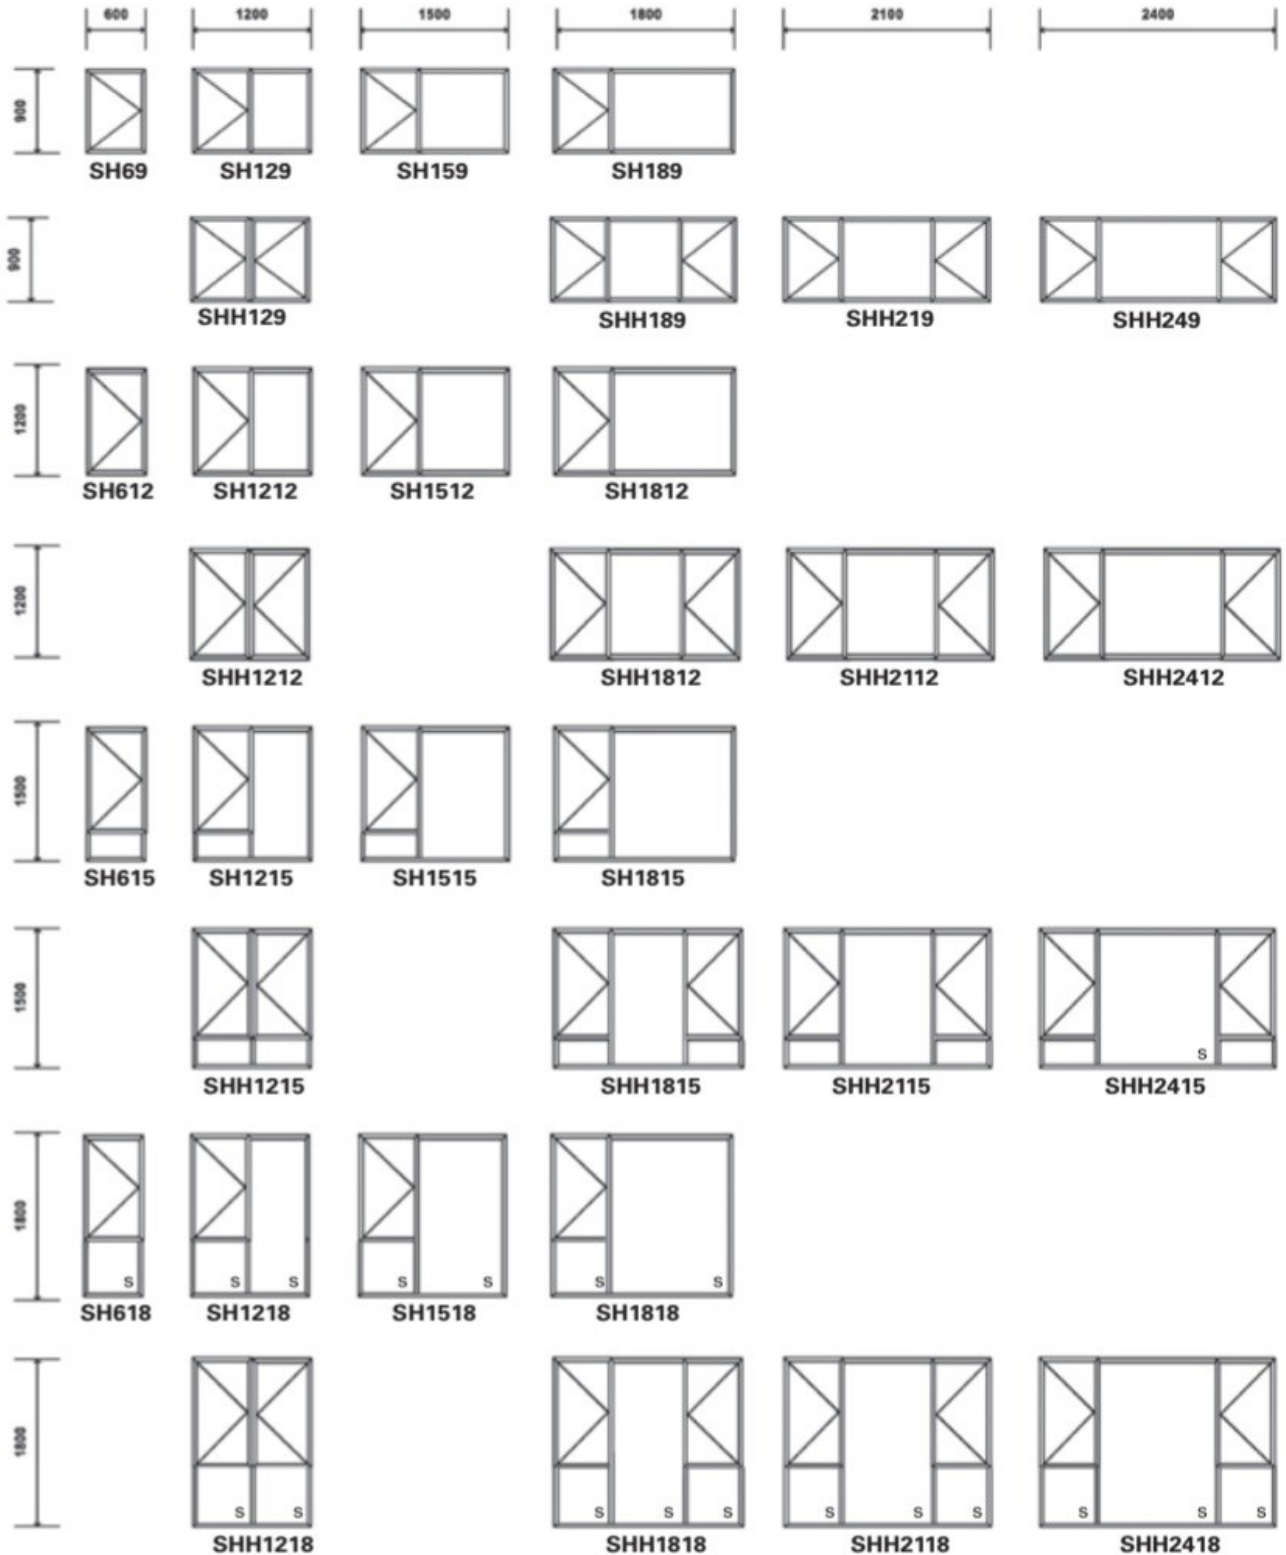 600 1200 1500 1800 2100 2400
900
SH69 SH129 SH159 SH189
900
SHH129 SHH189 SHH219 SHH249
1200
SH612 SH1212 SH1512 SH1812
1200
SHH1212 SHH1812 SHH2112 SHH2412
1500
SH615 SH1215 SH1515 SH1815
1500
S
SHH1215 SHH1815 SHH2115 SHH2415
1800
S S S S S S S
SH618 SH1218 SH1518 SH1818
1800
S S S S S S S S S S S
SHH1218 SHH1818 SHH2118 SHH2418